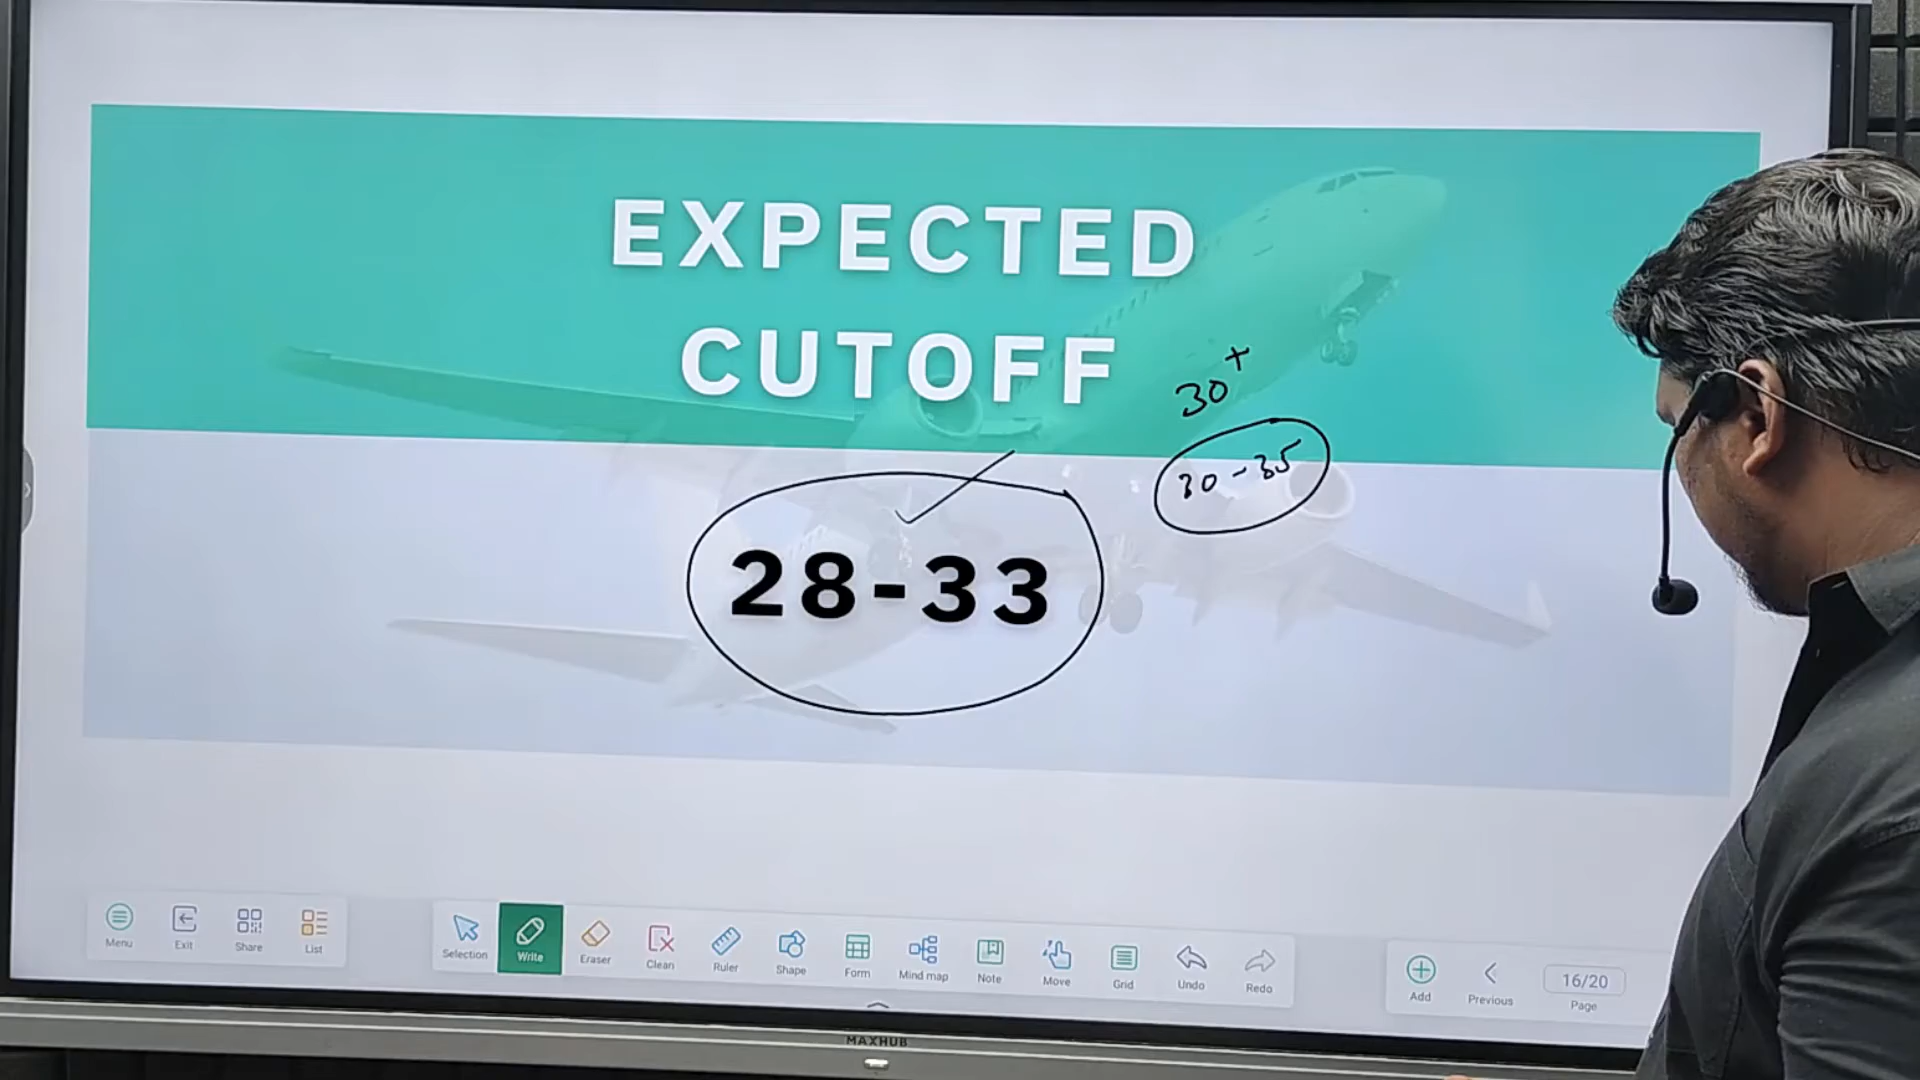 EXPECTED
CUTOFF
30+
30-35
28-33
Menu
Exit
Share
List
Selection
Write
Eraser
Clean
Ruler
Shape
Form
Mind map
Note
Move
Grid
Undo
Redo
Add
Previous
16/20
Page
MAXHUB